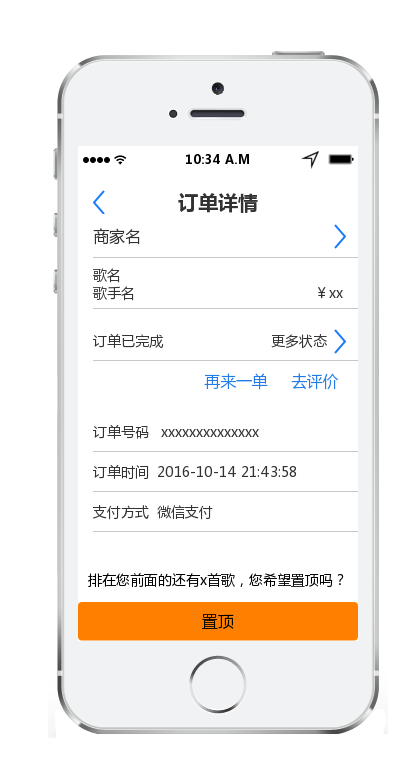 10:34 A.M
订单详情
商家名
歌名
歌手名 ¥xx
订单已完成 更多状态
再来一单 去评价
订单号码 xxxxxxxxxxxxxx
订单时间 2016-10-14 21:43:58
支付方式 微信支付
排在您前面的还有x首歌，您希望置顶吗？
置顶